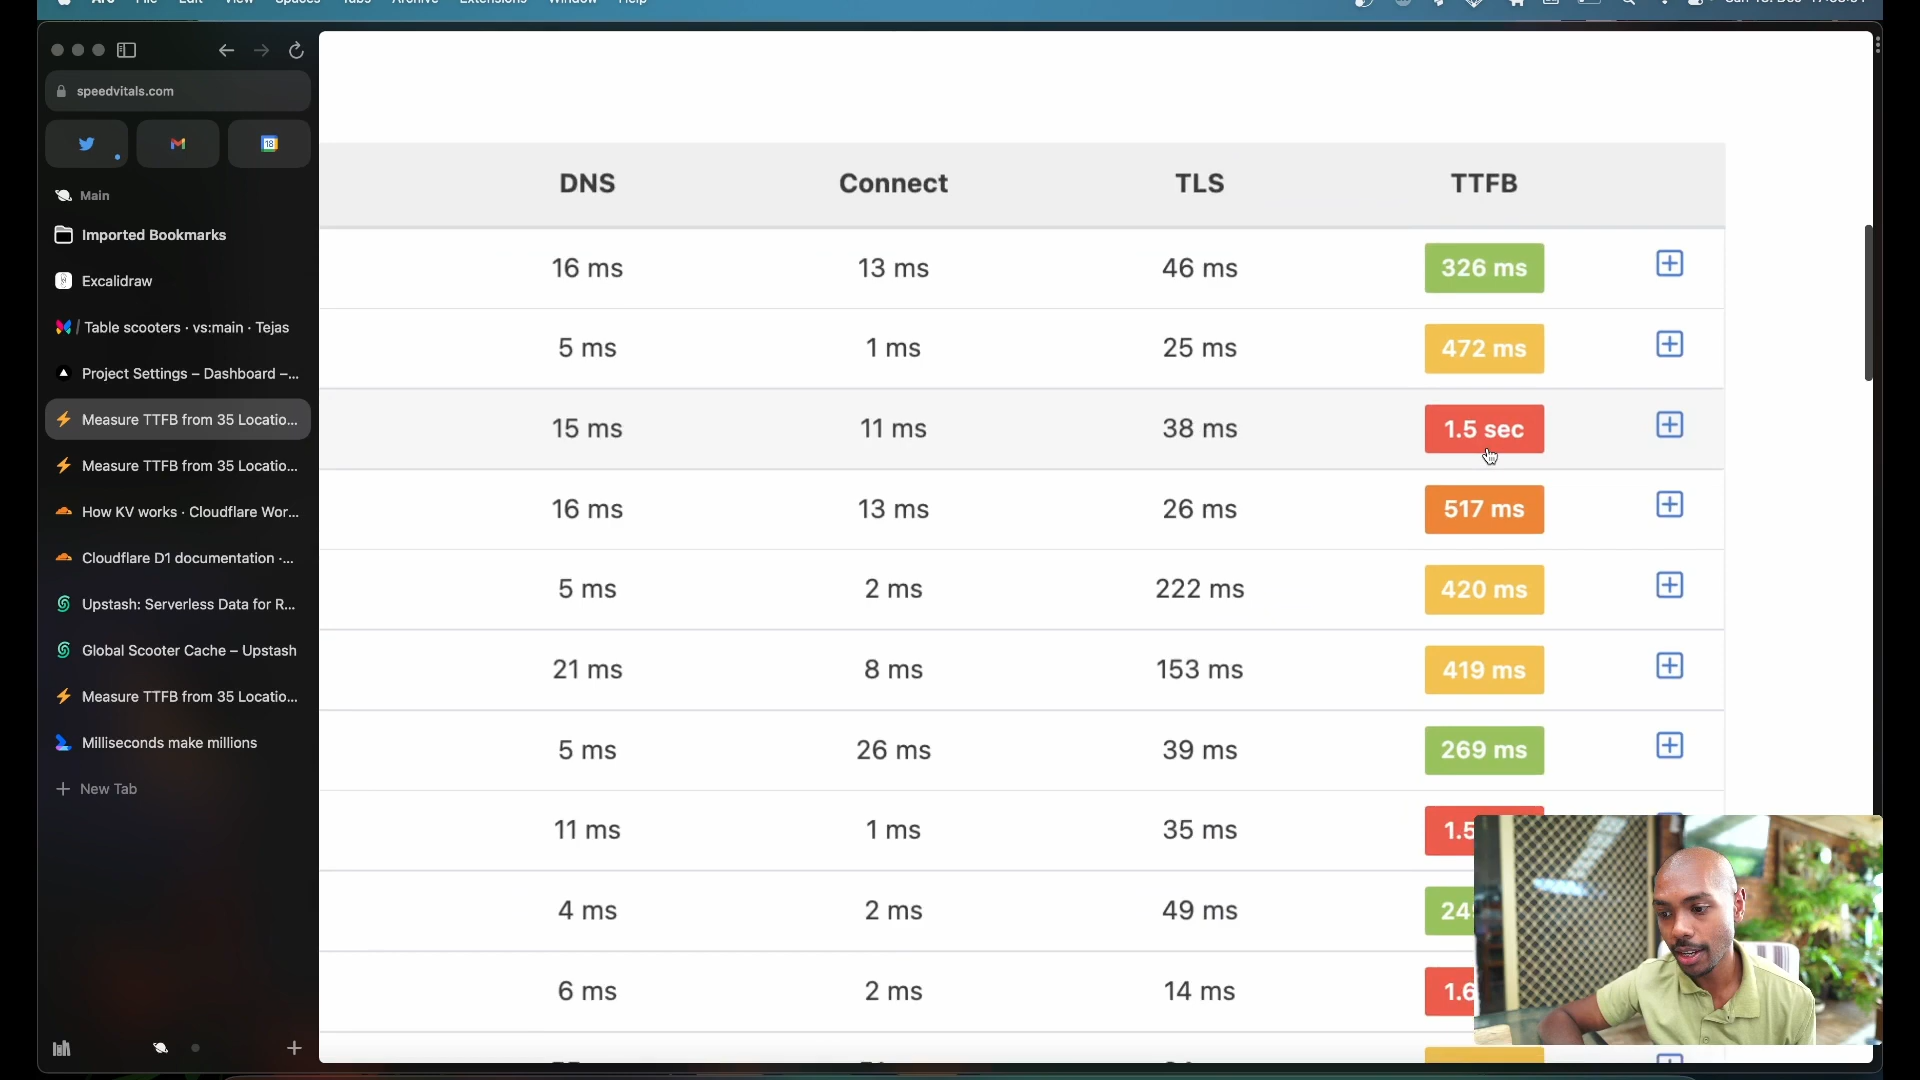 speedvitals.com
18
Main
Imported Bookmarks
Excalidraw
/ Table scooters · vs:main · Tejas
Project Settings – Dashboard –...
Measure TTFB from 35 Locatio...
Measure TTFB from 35 Locatio...
How KV works · Cloudflare Wor...
Cloudflare D1 documentation ·...
Upstash: Serverless Data for R...
Global Scooter Cache – Upstash
Measure TTFB from 35 Locatio...
Milliseconds make millions
New Tab
DNS Connect TLS TTFB
16 ms 13 ms 46 ms 326 ms
5 ms 1 ms 25 ms 472 ms
15 ms 11 ms 38 ms 1.5 sec
16 ms 13 ms 26 ms 517 ms
5 ms 2 ms 222 ms 420 ms
21 ms 8 ms 153 ms 419 ms
5 ms 26 ms 39 ms 269 ms
11 ms 1 ms 35 ms 1.5
4 ms 2 ms 49 ms 24
6 ms 2 ms 14 ms 1.6